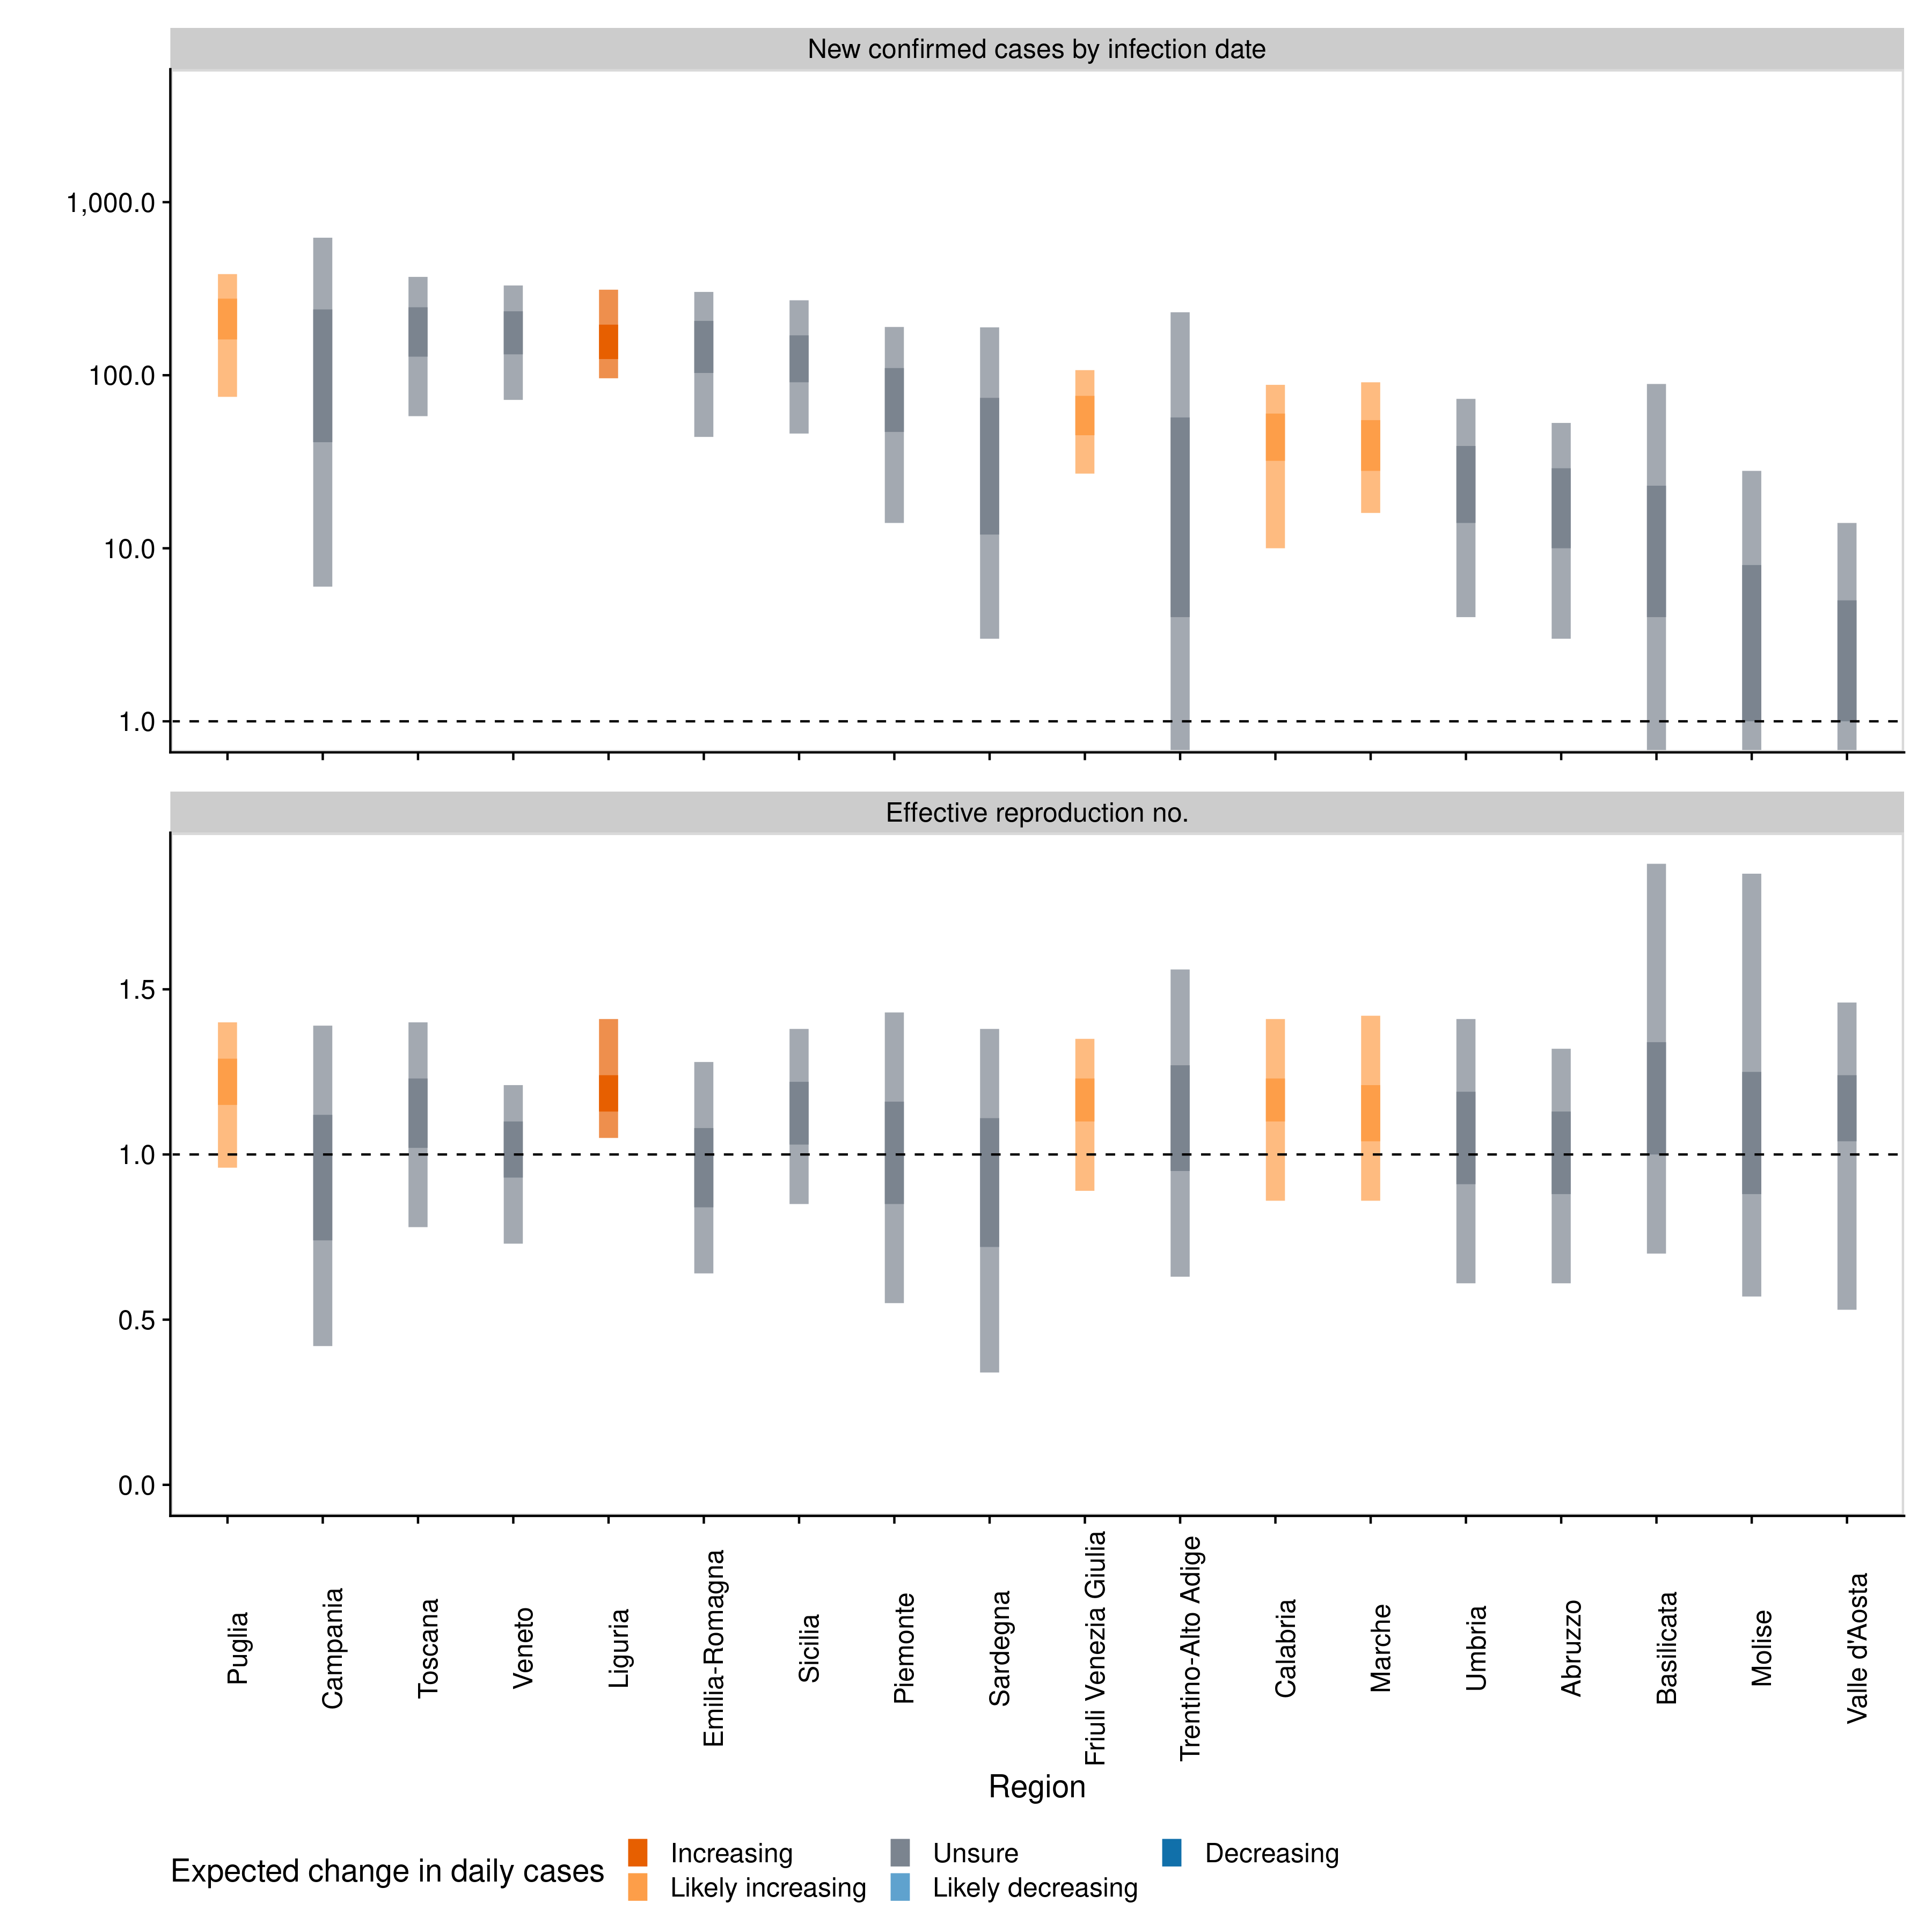 New confirmed cases by infection date
1,000.0
100.0
10.0
1.0
Effective reproduction no.
1.5
1.0
0.5
0.0
Puglia
Campania
Toscana
Veneto
Liguria
Emilia-Romagna
Sicilia
Piemonte
Sardegna
Friuli Venezia Giulia
Trentino-Alto Adige
Calabria
Marche
Umbria
Abruzzo
Basilicata
Molise
Valle d'Aosta
Region
Expected change in daily cases
Increasing
Likely increasing
Unsure
Likely decreasing
Decreasing